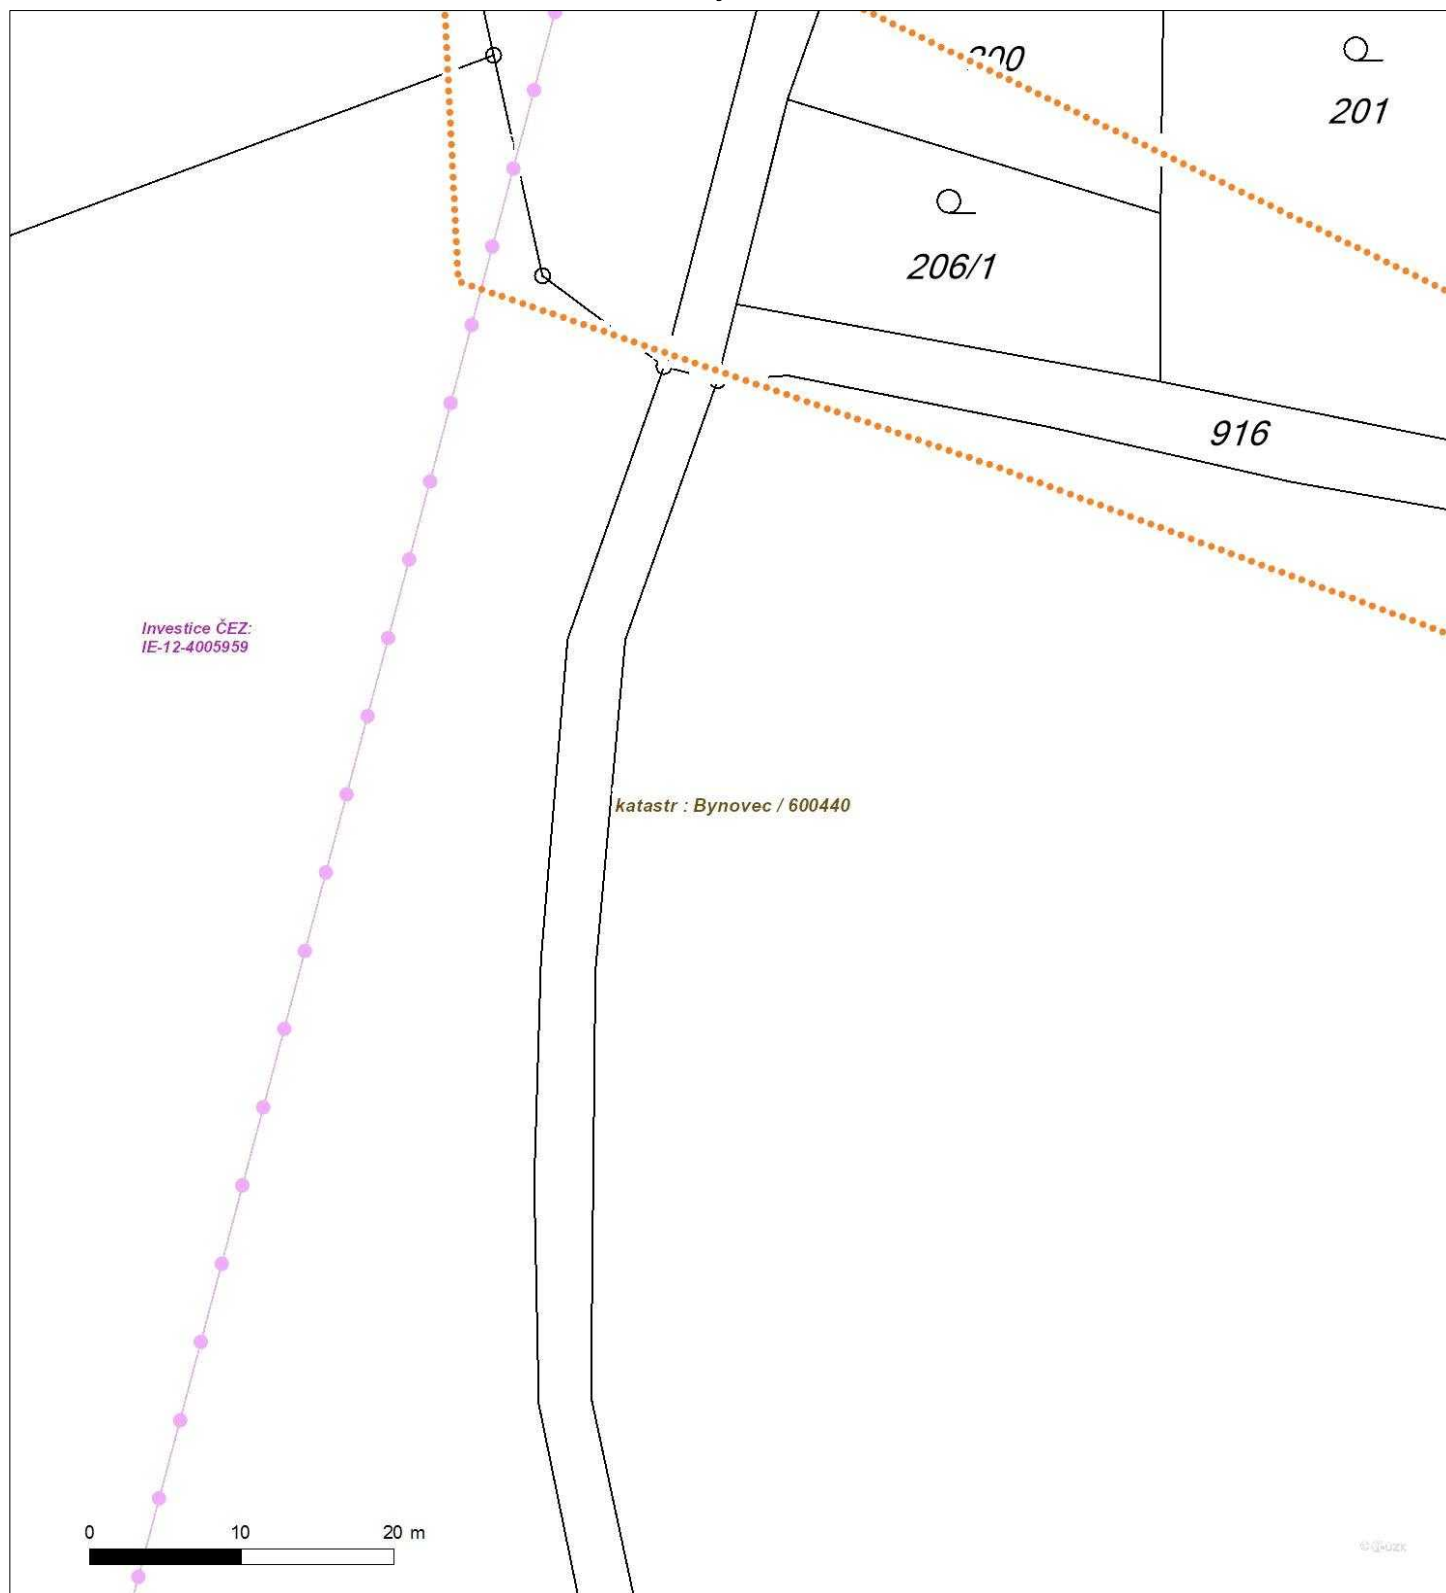 201
206/1
916
Investice ČEZ:
IE-12-4005959
katastr : Bynovec / 600440
0 10 20 m